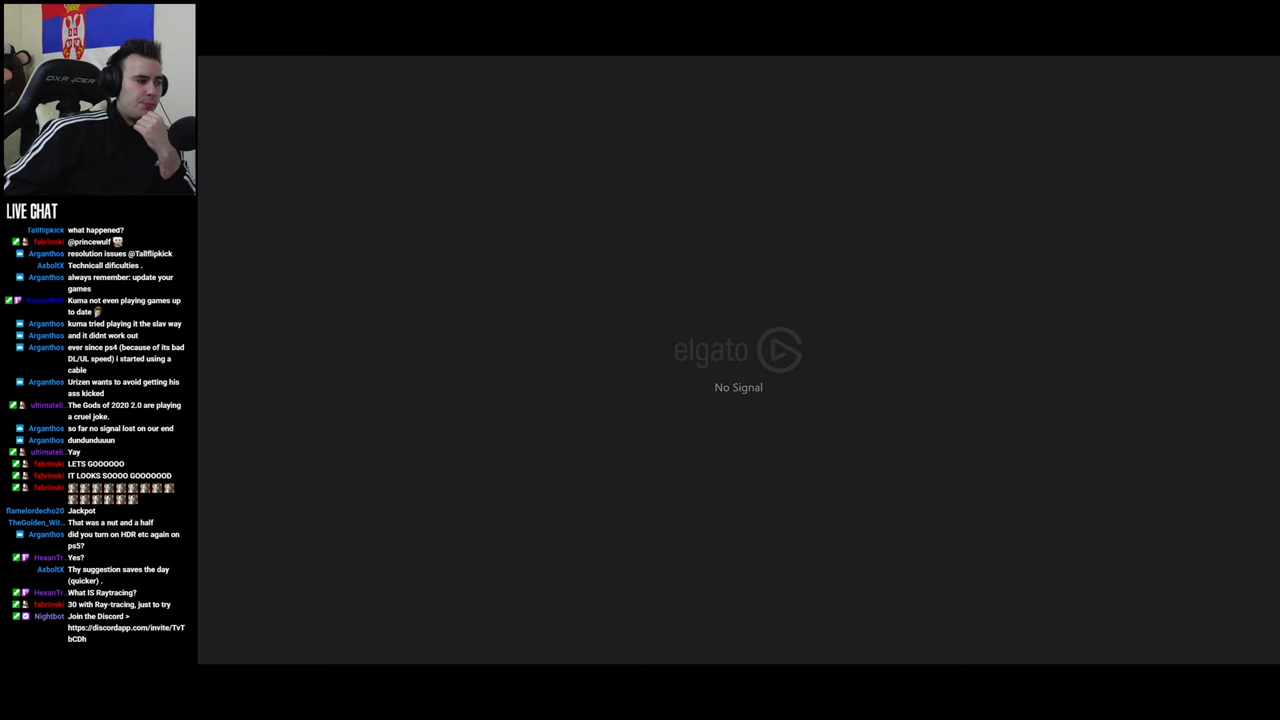 DXRACER
LIVE CHAT
Tallflipkick what happened?
fabrinski @princewulf
Arganthos resolution issues @Tallflipkick
AxboltX Technicall dificulties .
Arganthos always remember: update your
games
Kuma not even playing games up
to date
Arganthos kuma tried playing it the slav way
Arganthos and it didnt work out
Arganthos ever since ps4 (because of its bad
DL/UL speed) i started using a
cable
Arganthos Urizen wants to avoid getting his
ass kicked
ultimateli.. The Gods of 2020 2.0 are playing
a cruel joke.
Arganthos so far no signal lost on our end
Arganthos dundunduuun
ultimateli.. Yay
fabrinski LETS GOOOOOO
fabrinski IT LOOKS SOOOO GOOOOOOD
fabrinski
flamelordecho20 Jackpot
TheGolden_Wit... That was a nut and a half
Arganthos did you turn on HDR etc again on
ps5?
HexanTr.. Yes?
AxboltX Thy suggestion saves the day
(quicker) .
HexanTr.. What IS Raytracing?
fabrinski 30 with Ray-tracing, just to try
Nightbot Join the Discord >
https://discordapp.com/invite/TvT
bCDh
elgato
No Signal